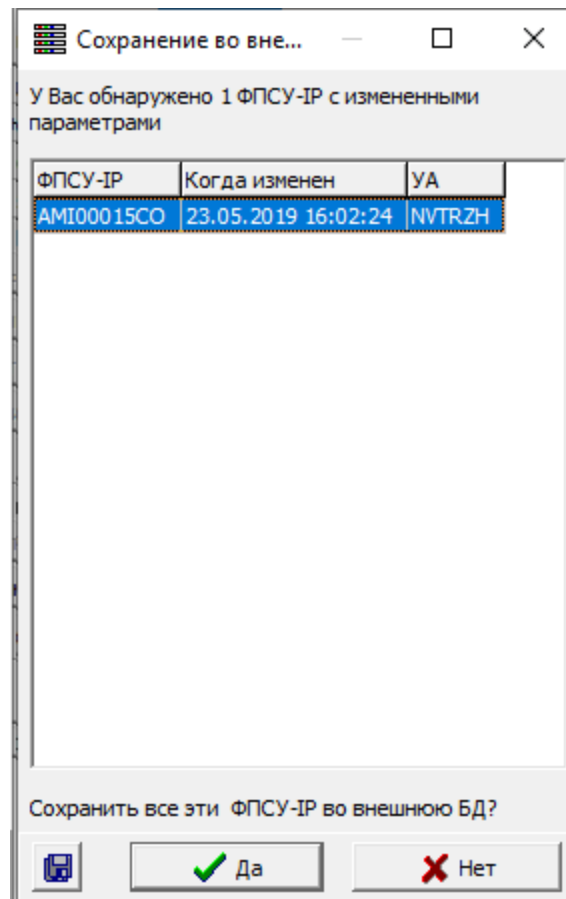 Сохранение во вне...
У Вас обнаружено 1 ФПСУ-IP с измененными
параметрами
ФПСУ-IP Когда изменен УА
AMI00015CO 23.05.2019 16:02:24 NVTRZH
Сохранить все эти ФПСУ-IP во внешнюю БД?
Да Нет